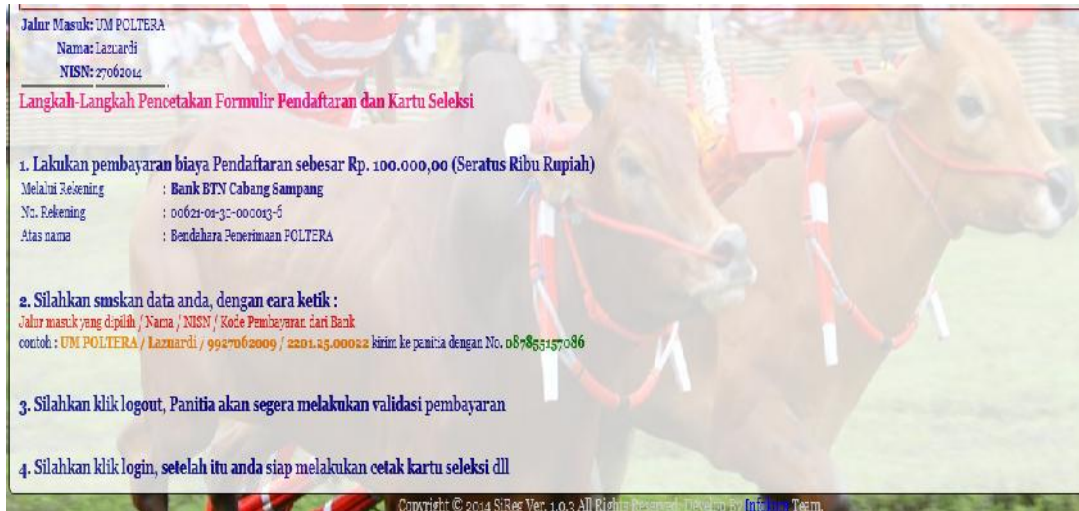 Jalur Masuk: UM POLTERA
Nama: Lazuardi
NISN: 27062014
Langkah-Langkah Pencetakan Formulir Pendaftaran dan Kartu Seleksi
1. Lakukan pembayaran biaya Pendaftaran sebesar Rp. 100.000,00 (Seratus Ribu Rupiah)
Melalui Rekening : Bank BTN Cabang Sampang
No. Rekening : 00621-01-30-000013-6
Atas nama : Bendahara Penerimaan POLTERA
2. Silahkan smskan data anda, dengan cara ketik :
Jalur masuk yang dipilih / Nama / NISN / Kode Pembayaran dari Bank
contoh : UM POLTERA / Lazuardi / 9927062009 / 2201.25.00022 kirim ke panitia dengan No. 087855157086
3. Silahkan klik logout, Panitia akan segera melakukan validasi pembayaran
4. Silahkan klik login, setelah itu anda siap melakukan cetak kartu seleksi dll
Copyright © 2014 SiReg Ver. 1.0.3 All Rights Reserved. Develop By Team.